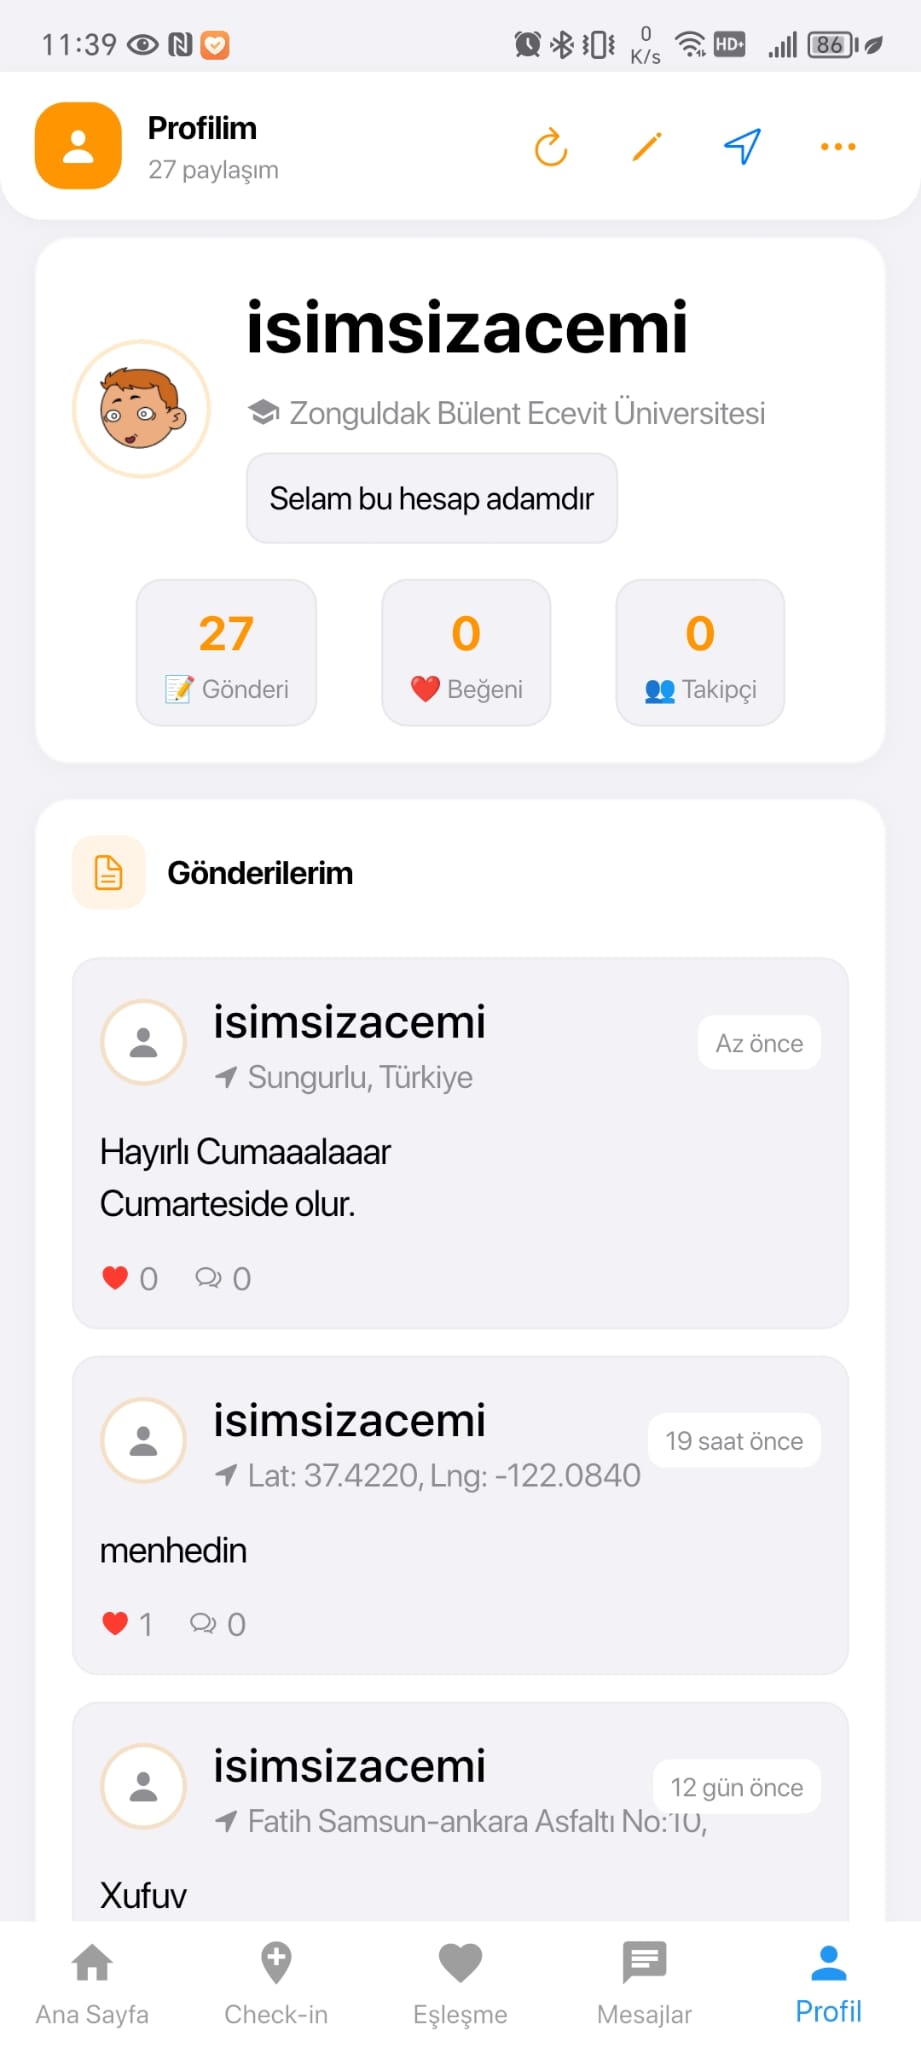 11:39
0
K/s
HD+
86
Profilim
27 paylaşım
isimsizacemi
Zonguldak Bülent Ecevit Üniversitesi
Selam bu hesap adamdır
27
Gönderi
0
Beğeni
0
Takipçi
Gönderilerim
isimsizacemi
Az önce
Sungurlu, Türkiye
Hayırlı Cumaaalaaar
Cumarteside olur.
0 0
isimsizacemi
19 saat önce
Lat: 37.4220, Lng: -122.0840
menhedin
1 0
isimsizacemi
12 gün önce
Fatih Samsun-ankara Asfaltı No:10,
Xufuv
Ana Sayfa
Check-in
Eşleşme
Mesajlar
Profil